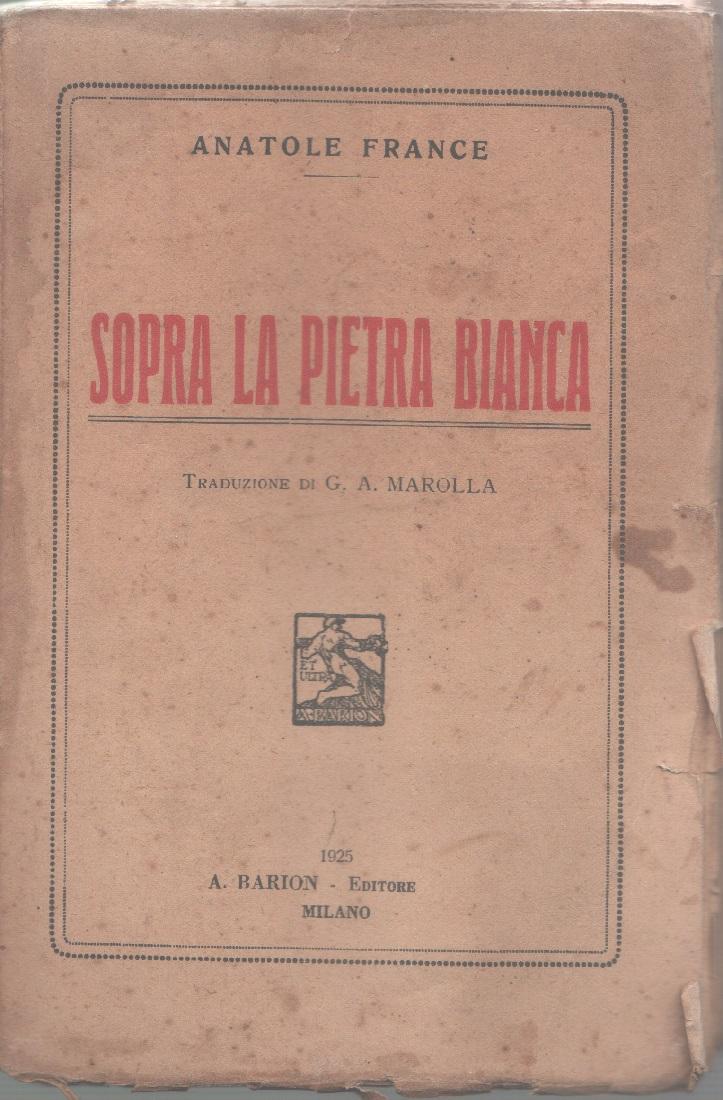 ANATOLE FRANCE
SOPRA LA PIETRA BIANCA
TRADUZIONE DI G. A. MAROLLA
ET
ULTRA
A·BARION
1925
A. BARION - EDITORE
MILANO